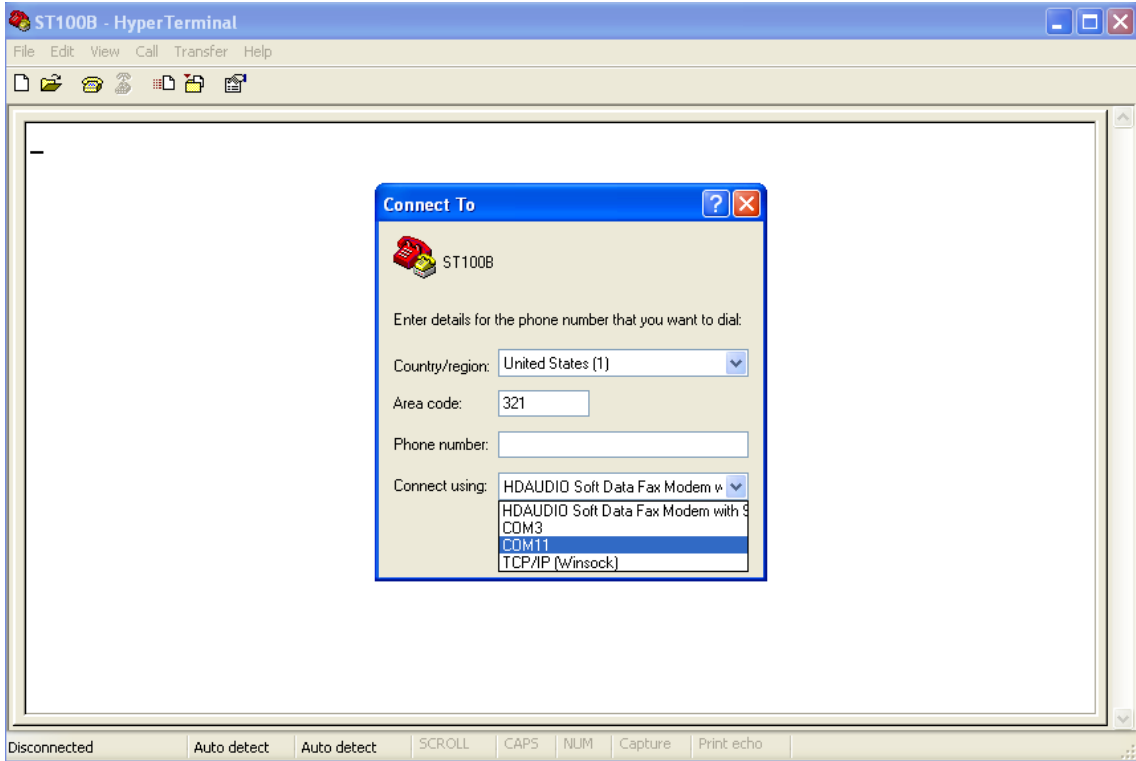 ST100B - HyperTerminal
File Edit View Call Transfer Help
Connect To
ST100B
Enter details for the phone number that you want to dial:
Country/region: United States (1)
Area code: 321
Phone number:
Connect using: HDAUDIO Soft Data Fax Modem
HDAUDIO Soft Data Fax Modem with
COM3
COM11
TCP/IP (Winsock)
Disconnected Auto detect Auto detect SCROLL CAPS NUM Capture Print echo